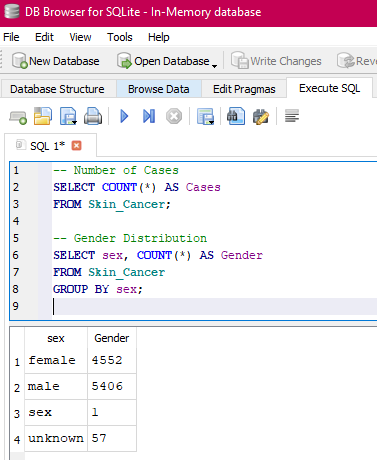 DB Browser for SQLite - In-Memory database
File Edit View Tools Help
New Database Open Database Write Changes
Database Structure Browse Data Edit Pragmas Execute SQL
SQL 1*
1 -- Number of Cases
2 SELECT COUNT(*) AS Cases
3 FROM Skin_Cancer;
4
5 -- Gender Distribution
6 SELECT sex, COUNT(*) AS Gender
7 FROM Skin_Cancer
8 GROUP BY sex;
9
sex Gender
1 female 4552
2 male 5406
3 sex 1
4 unknown 57